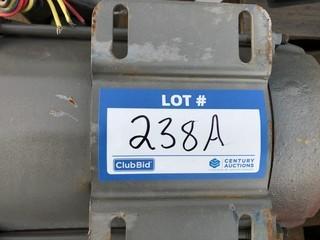 LOT #
238A
ClubBid
CENTURY
AUCTIONS